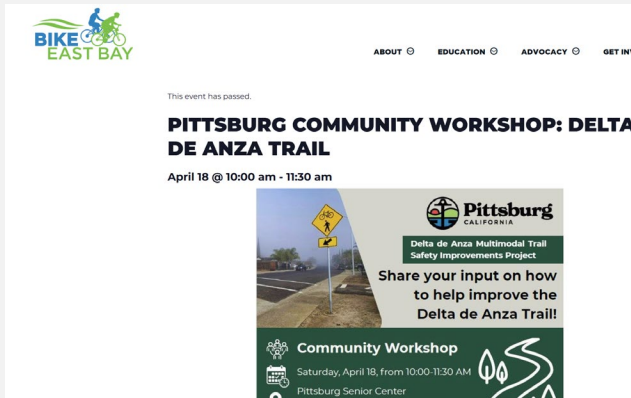 BIKE
EAST BAY
ABOUT
EDUCATION
ADVOCACY
This event has passed.
PITTSBURG COMMUNITY WORKSHOP: DELTA
DE ANZA TRAIL
April 18 @ 10:00 am - 11:30 am
Pittsburg
CALIFORNIA
Delta de Anza Multimodal Trail
Safety Improvements Project
Share your input on how
to help improve the
Delta de Anza Trail!
Community Workshop
Saturday, April 18, from 10:00-11:30 AM
Pittsburg Senior Center